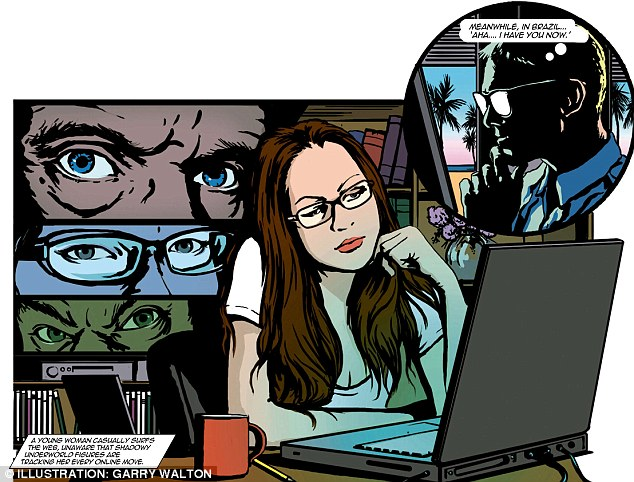 MEANWHILE, IN BRAZIL...
'AHA.... I HAVE YOU NOW.'
A YOUNG WOMAN CASUALLY SURFS
THE WEB, UNAWARE THAT SHADOWY
UNDERWORLD FIGURES ARE
TRACKING HER EVERY ONLINE MOVE.
© ILLUSTRATION: GARRY WALTON